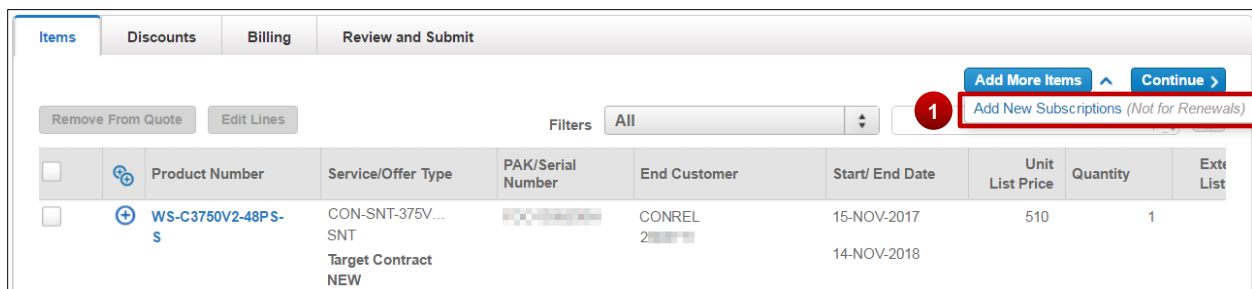 Items Discounts Billing Review and Submit
Add More Items Continue
1 Add New Subscriptions (Not for Renewals)
Remove From Quote Edit Lines Filters All
Product Number Service/Offer Type PAK/Serial Number End Customer Start/ End Date Unit List Price Quantity Exte List
WS-C3750V2-48PS- CON-SNT-375V... CONREL 15-NOV-2017 510 1
S SNT 2
Target Contract 14-NOV-2018
NEW